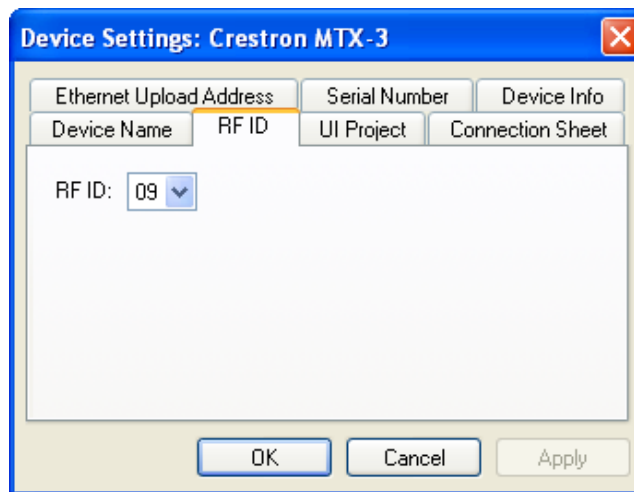 Device Settings: Crestron MTX-3
Ethernet Upload Address Serial Number Device Info
Device Name RF ID UI Project Connection Sheet
RF ID: 09
OK Cancel Apply